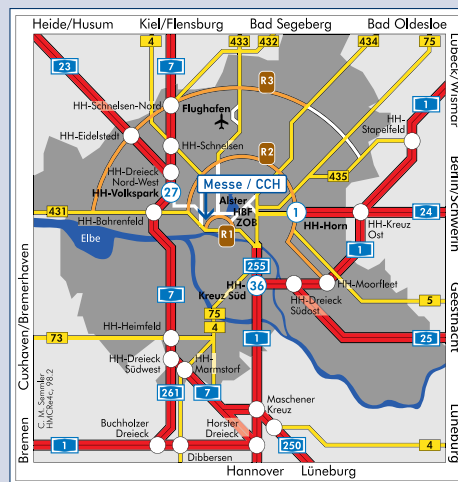 Heide/Husum
Kiel/Flensburg
Bad Segeberg
Bad Oldesloe
4
433
432
434
75
23
7
R3
Lübeck/Wismar
1
HH-Schnelsen-Nord
Flughafen
HH-
Stapelfeld
HH-Eidelstedt
HH-Schnelsen
R2
435
HH-Dreieck
Nord-West
HH-Volkspark
27
Messe / CCH
Berlin/Schwerin
Alster
HBF
ZOB
431
HH-Bahrenfeld
R1
1
HH-Horn
HH-Kreuz
Ost
24
Elbe
1
255
HH-
Kreuz Süd
36
HH-Moorfleet
HH-Dreieck
Südost
5
Geesthacht
7
75
4
Cuxhaven/Bremerhaven
HH-Heimfeld
73
1
25
HH-Dreieck
Südwest
HH-
Marmstorf
C. M. Semmler
HMCRe4c, 98.2
261
7
Maschener
Kreuz
Buchholzer
Dreieck
Horster
Dreieck
Bremen
1
Dibbersen
250
4
Lüneburg
Hannover
Lüneburg